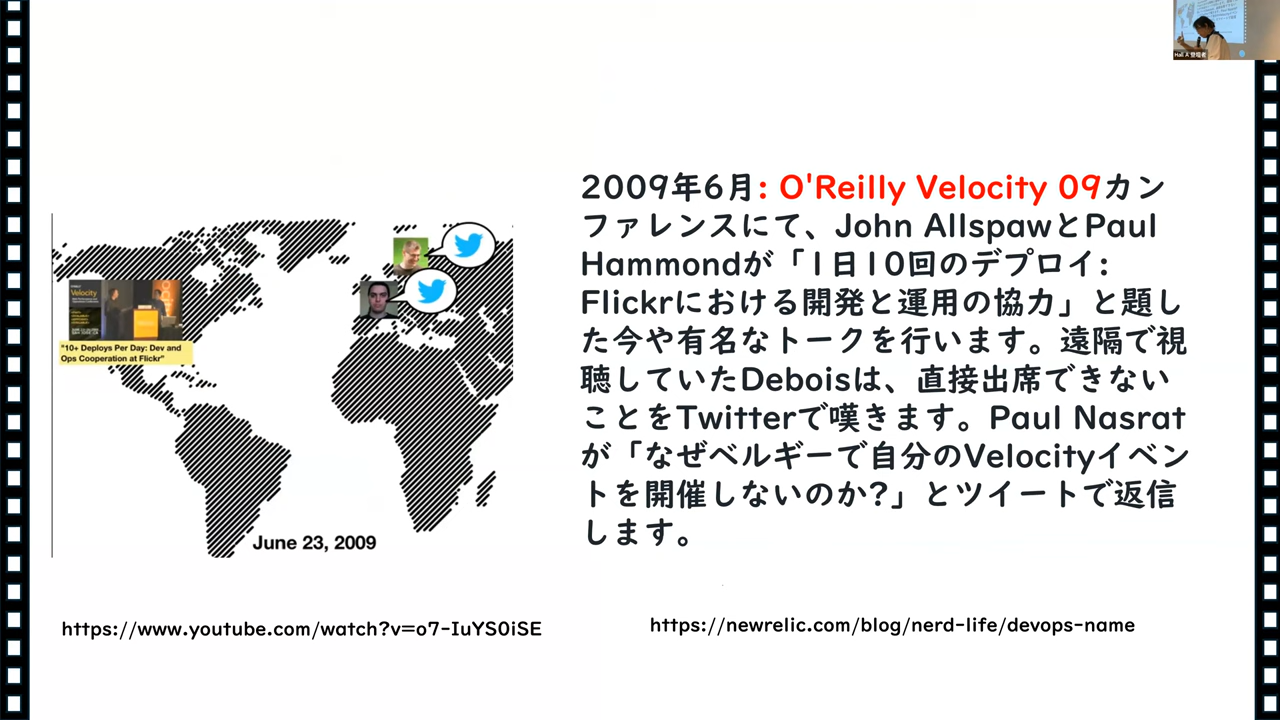 Hall A 登壇者
2009年6月: O'Reilly Velocity 09カン
ファレンスにて、John AllspawとPaul
Hammondが「1日10回のデプロイ:
Flickrにおける開発と運用の協力」と題し
た今や有名なトークを行います。遠隔で視
聴していたDeboisは、直接出席できない
ことをTwitterで嘆きます。Paul Nasrat
が「なぜベルギーで自分のVelocityイベン
トを開催しないのか?」とツイートで返信
します。
Velocity
"10+ Deploys Per Day: Dev and
Ops Cooperation at Flickr"
June 23, 2009
https://www.youtube.com/watch?v=o7-IuYS0iSE
https://newrelic.com/blog/nerd-life/devops-name